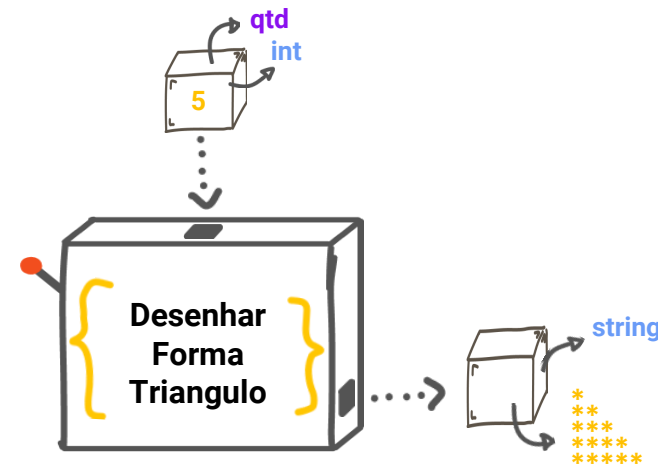 qtd
int
5
Desenhar
Forma
Triangulo
string
*
**
***
****
*****